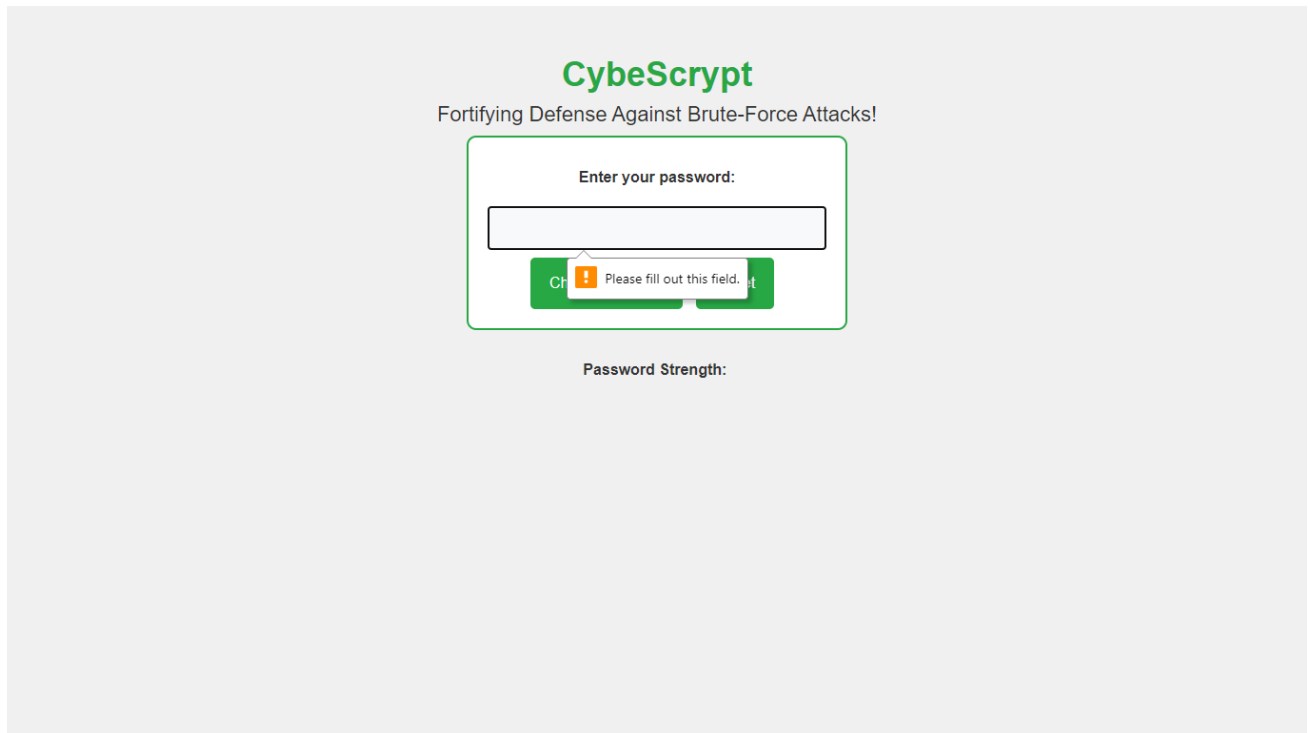 CybeScrypt
Fortifying Defense Against Brute-Force Attacks!
Enter your password:
Please fill out this field.
Password Strength: